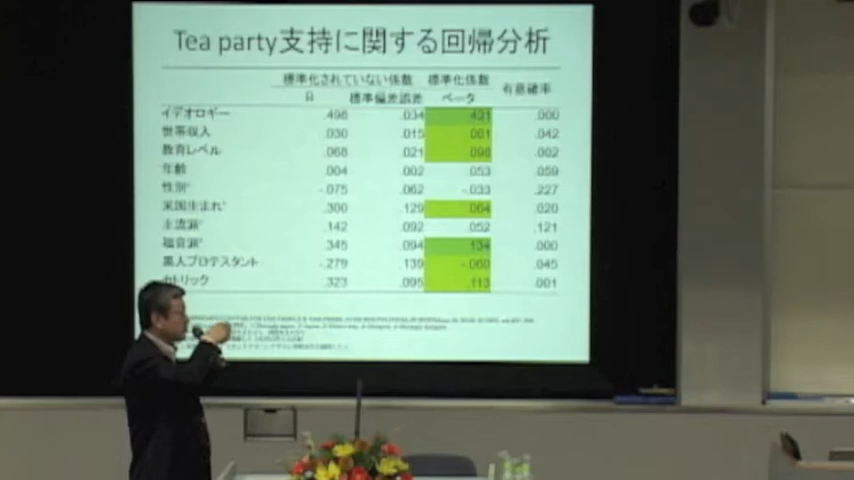 Tea party支持に関する回帰分析
標準化されていない係数 標準化係数 有意確率
B 標準偏差誤差 ベータ
イデオロギー .498 .034 .431 .000
世帯収入 .030 .015 .061 .042
教育レベル .068 .021 .098 .002
年齢 .004 .002 .053 .059
性別 -.075 .062 -.033 .227
米国生まれ .300 .129 .064 .020
主流派 .142 .092 .052 .121
福音派 .345 .094 .134 .000
黒人プロテスタント -.279 .139 -.060 .045
カトリック .323 .095 .113 .001